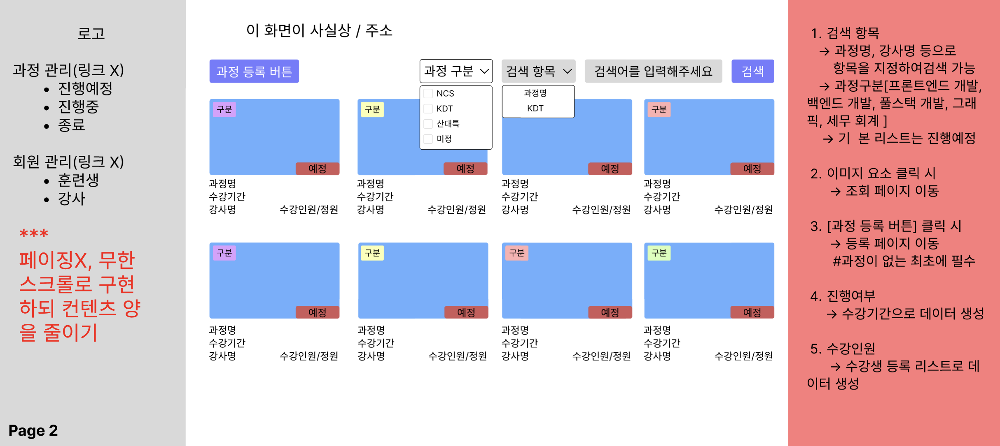 로고
과정 관리(링크 X)
• 진행예정
• 진행중
• 종료
회원 관리(링크 X)
• 훈련생
• 강사
***
페이징X, 무한
스크롤로 구현
하되 컨텐츠 양
을 줄이기
Page 2
이 화면이 사실상 / 주소
과정 등록 버튼
과정 구분
검색 항목
검색어를 입력해주세요
검색
NCS
KDT
산대특
미정
과정명
KDT
구분
예정
과정명
수강기간
강사명 수강인원/정원
구분
예정
과정명
수강기간
강사명 수강인원/정원
예정
과정명
수강기간
강사명 수강인원/정원
구분
예정
과정명
수강기간
강사명 수강인원/정원
구분
예정
과정명
수강기간
강사명 수강인원/정원
구분
예정
과정명
수강기간
강사명 수강인원/정원
구분
예정
과정명
수강기간
강사명 수강인원/정원
구분
예정
과정명
수강기간
강사명 수강인원/정원
1. 검색 항목
→ 과정명, 강사명 등으로
항목을 지정하여검색 가능
→ 과정구분[프론트엔드 개발,
백엔드 개발, 풀스택 개발, 그래
픽, 세무 회계 ]
→ 기 본 리스트는 진행예정
2. 이미지 요소 클릭 시
→ 조회 페이지 이동
3. [과정 등록 버튼] 클릭 시
→ 등록 페이지 이동
#과정이 없는 최초에 필수
4. 진행여부
→ 수강기간으로 데이터 생성
5. 수강인원
→ 수강생 등록 리스트로 데
이터 생성